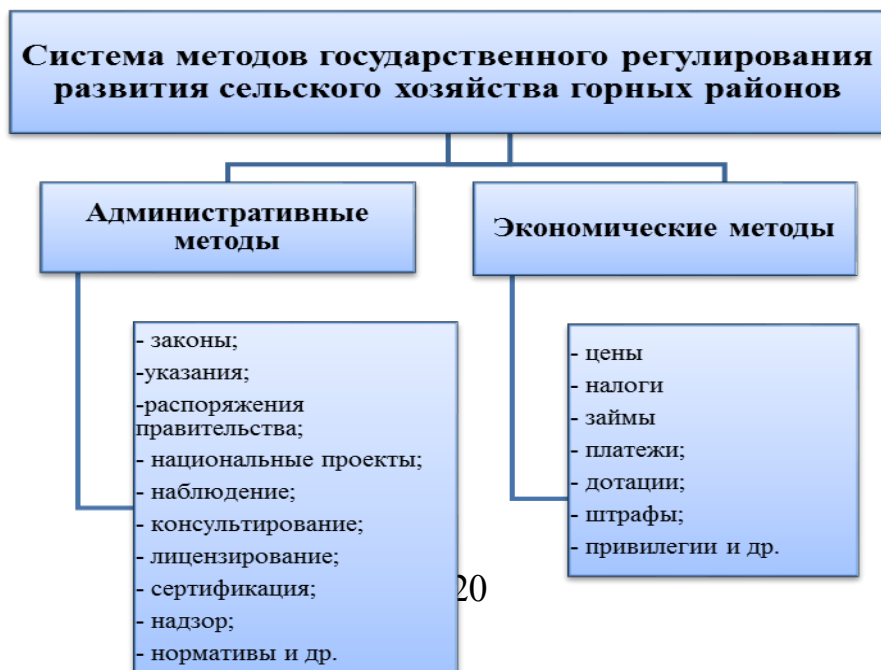 Система методов государственного регулирования
развития сельского хозяйства горных районов
Административные
методы
- законы;
-указания;
-распоряжения
правительства;
- национальные проекты;
- наблюдение;
- консультирование;
- лицензирование;
- сертификация;
- надзор;
- нормативы и др.
Экономические методы
- цены
- налоги
- займы
- платежи;
- дотации;
- штрафы;
- привилегии и др.
20